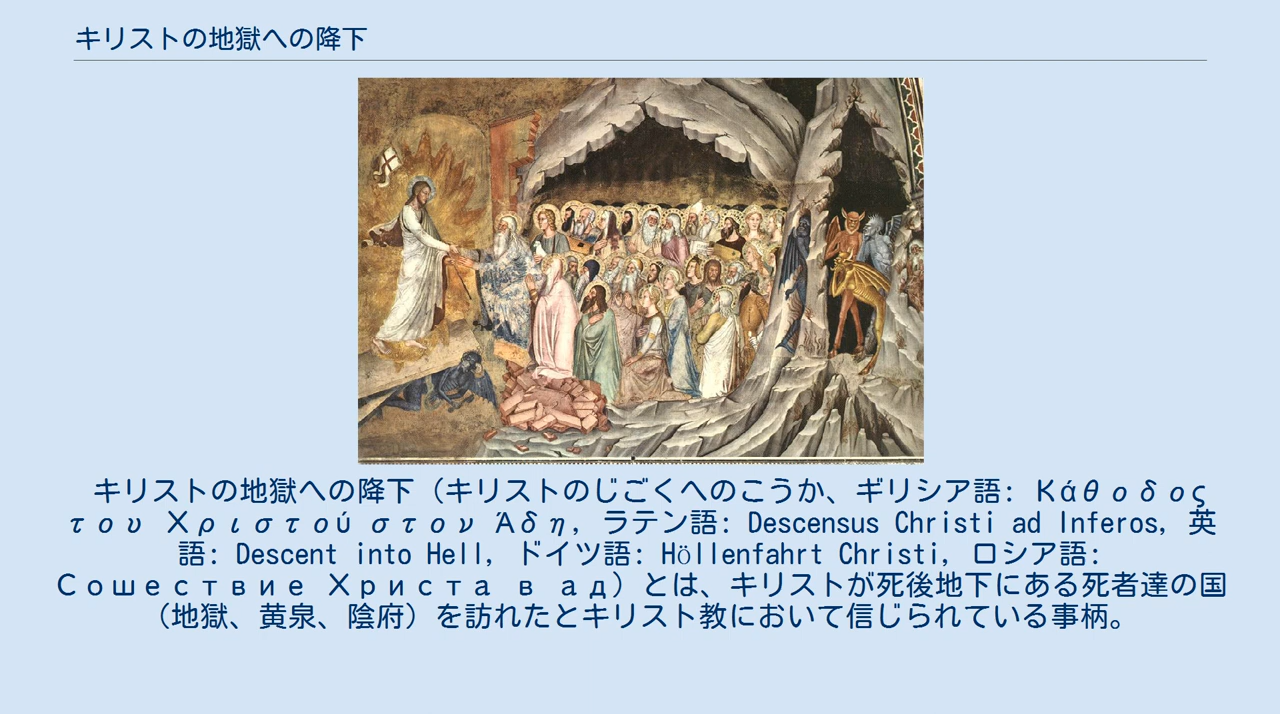 キリストの地獄への降下
キリストの地獄への降下（キリストのじごくへのこうか、ギリシア語: Κάθοδος
του Χριστού στον Άδη, ラテン語: Descensus Christi ad Inferos, 英
語: Descent into Hell, ドイツ語: Höllenfahrt Christi, ロシア語:
Сошествие Христа в ад）とは、キリストが死後地下にある死者達の国
（地獄、黄泉、陰府）を訪れたとキリスト教において信じられている事柄。